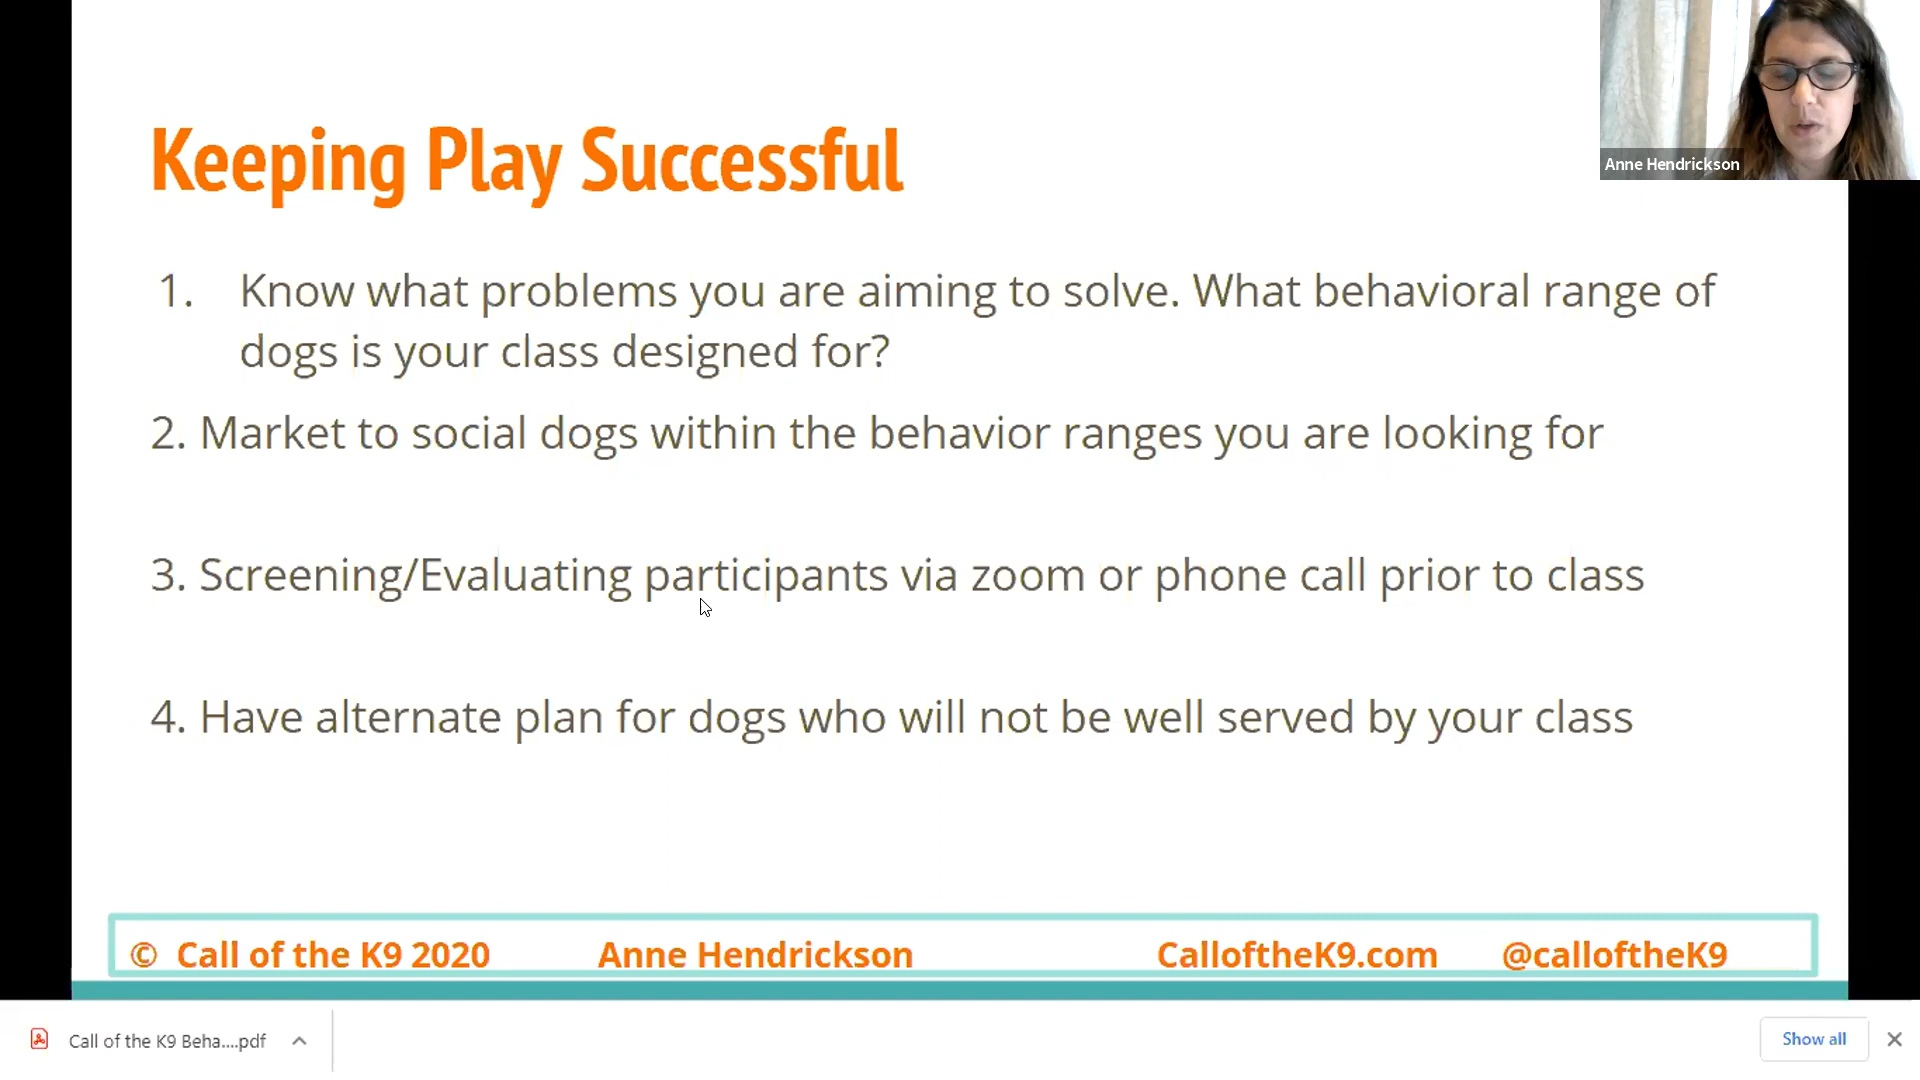 Anne Hendrickson
Keeping Play Successful
1. Know what problems you are aiming to solve. What behavioral range of
dogs is your class designed for?
2. Market to social dogs within the behavior ranges you are looking for
3. Screening/Evaluating participants via zoom or phone call prior to class
4. Have alternate plan for dogs who will not be well served by your class
© Call of the K9 2020 Anne Hendrickson CalloftheK9.com @calloftheK9
Call of the K9 Beha....pdf Show all